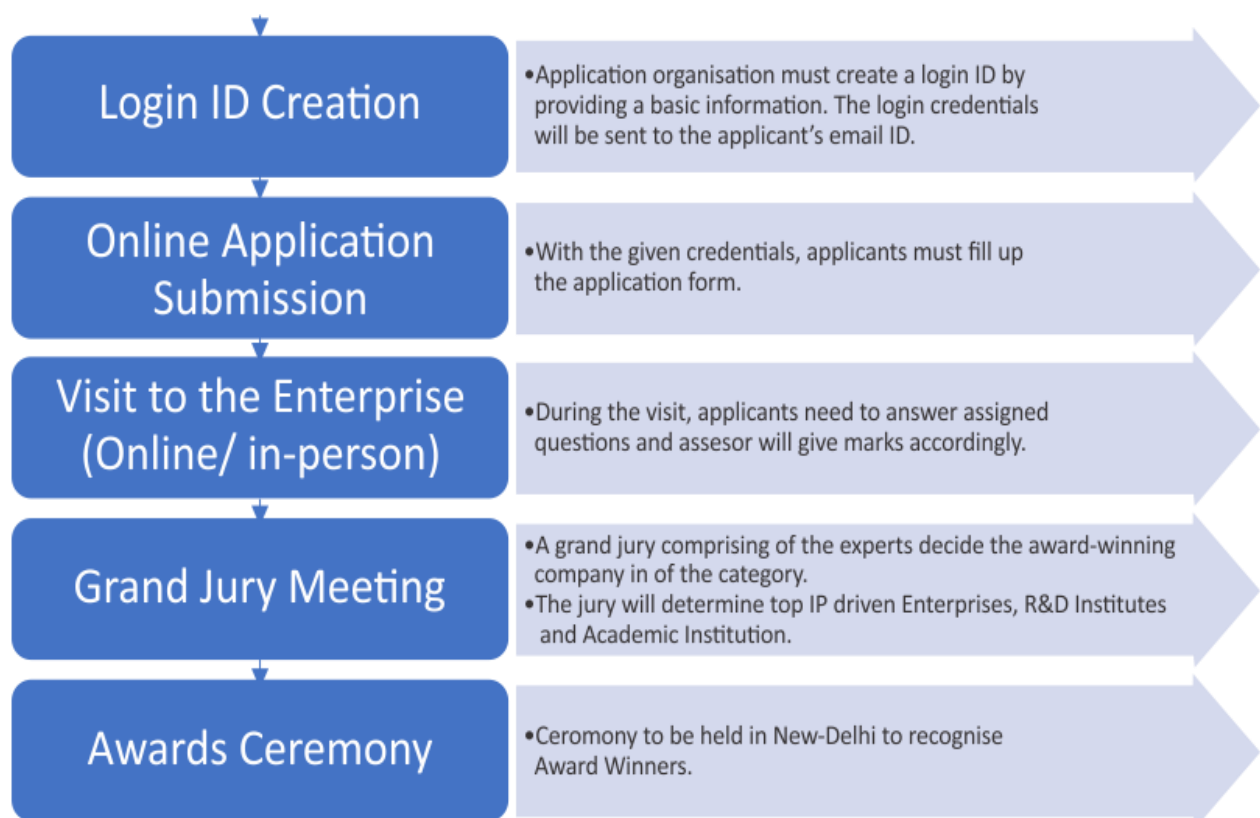 Login ID Creation
•Application organisation must create a login ID by
providing a basic information. The login credentials
will be sent to the applicant's email ID.
Online Application
Submission
•With the given credentials, applicants must fill up
the application form.
Visit to the Enterprise
(Online/ in-person)
•During the visit, applicants need to answer assigned
questions and assesor will give marks accordingly.
Grand Jury Meeting
•A grand jury comprising of the experts decide the award-winning
company in of the category.
•The jury will determine top IP driven Enterprises, R&D Institutes
and Academic Institution.
Awards Ceremony
•Ceromony to be held in New-Delhi to recognise
Award Winners.